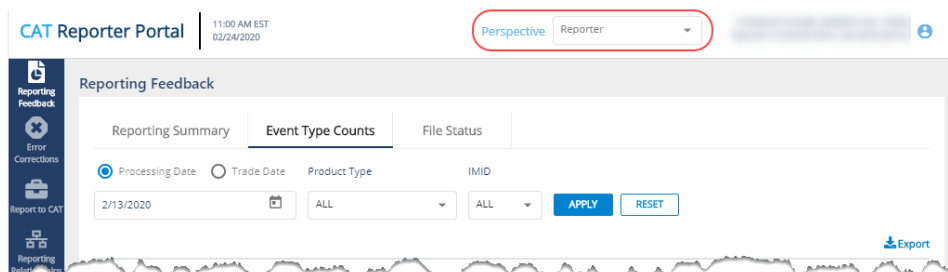 CAT Reporter Portal
11:00 AM EST
02/24/2020
Perspective
Reporter
Reporting
Feedback
Error
Corrections
Report to CAT
Reporting
Relationships
Reporting Feedback
Reporting Summary
Event Type Counts
File Status
Processing Date
Trade Date
Product Type
IMID
2/13/2020
ALL
ALL
APPLY
RESET
Export